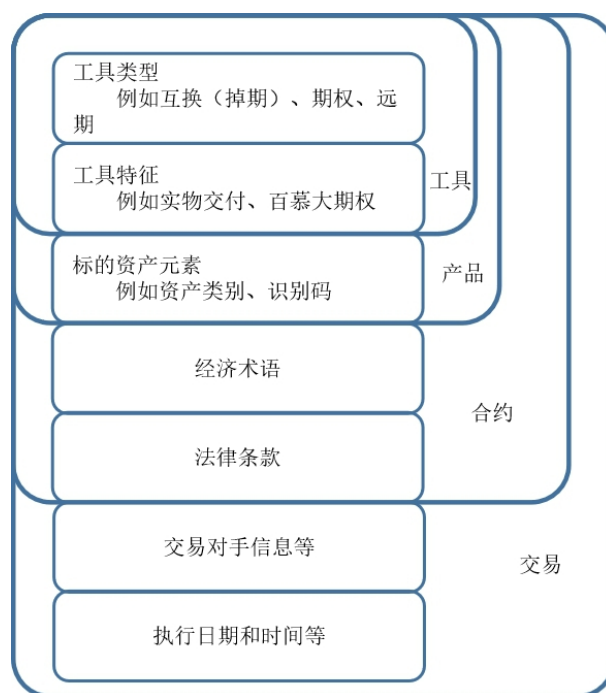 工具类型
例如互换（掉期）、期权、远
期
工具特征
例如实物交付、百慕大期权
工具
标的资产元素
例如资产类别、识别码
产品
经济术语
合约
法律条款
交易对手信息等
交易
执行日期和时间等